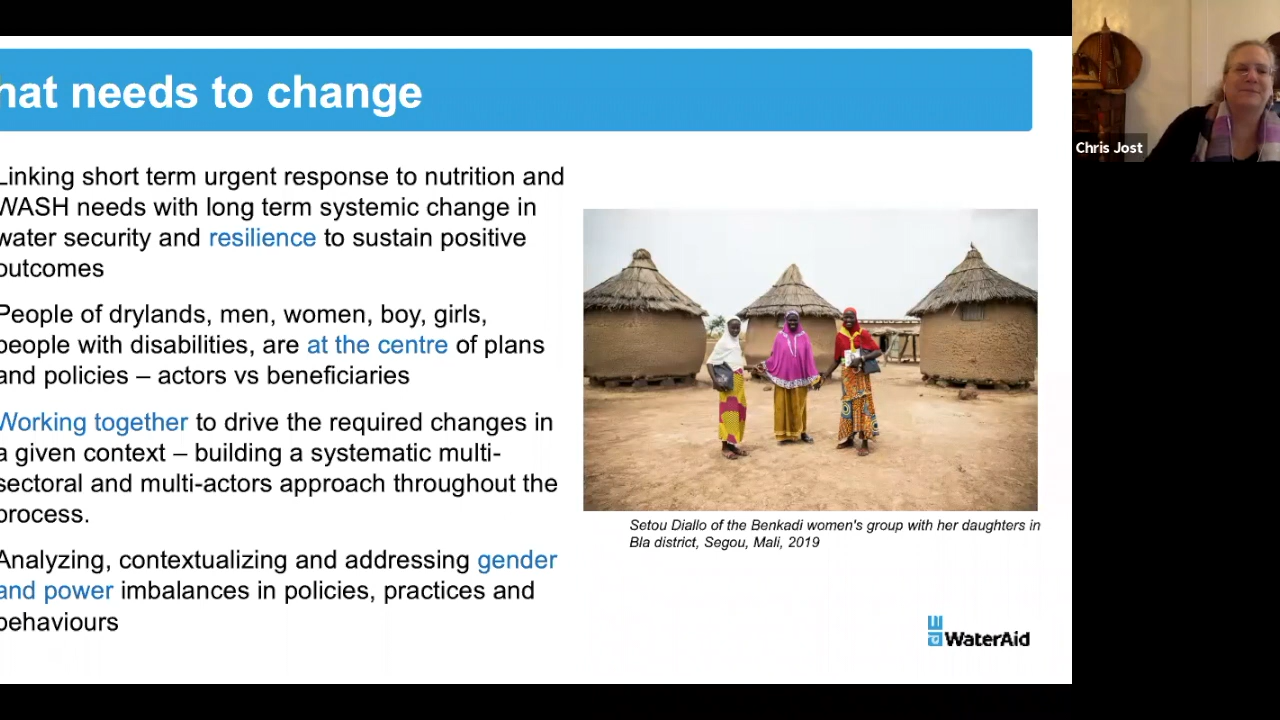 hat needs to change
Linking short term urgent response to nutrition and
WASH needs with long term systemic change in
water security and resilience to sustain positive
outcomes
People of drylands, men, women, boy, girls,
people with disabilities, are at the centre of plans
and policies – actors vs beneficiaries
Working together to drive the required changes in
a given context – building a systematic multi-
sectoral and multi-actors approach throughout the
process.
Analyzing, contextualizing and addressing gender
and power imbalances in policies, practices and
behaviours
Setou Diallo of the Benkadi women's group with her daughters in
Bla district, Segou, Mali, 2019
WaterAid
Chris Jost